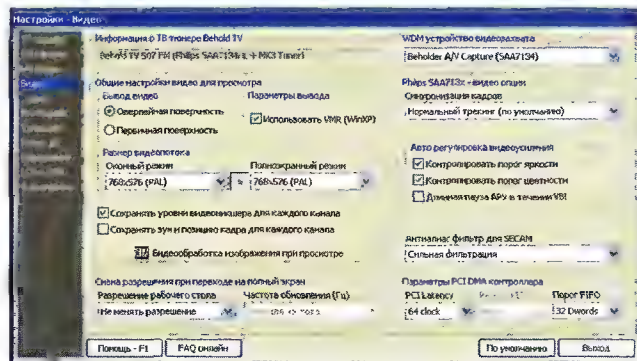 Настройки - Видео
Информация о ТВ тюнере Behold TV
Behold TV 507 FM (Philips SAA7134
WDM устройство видеозахвата
Beholder A/V Capture (SAA7134)
Общие настройки видео для просмотра
Вывод видео
Оверлейная поверхность
Первичная поверхность
Параметры вывода
Использовать VMR (WinXP)
Philips SAA713x - видео опции
Синхронизация кадров
Нормальный трекинг (по умолчанию)
Размер видеопотока
Оконный режим
768x576 (PAL)
Полноэкранный режим
768x576 (PAL)
Авто регулировка видеоусиления
Контролировать порог яркости
Контролировать порог цветности
Длинная пауза АРУ в течении VBI
Сохранять уровни видеомикшера для каждого канала
Сохранять зум и позицию кадра для каждого канала
Видеообработка изображения при просмотре
Антиалиас фильтр для SECAM
Сильная фильтрация
Смена разрешения при переходе на полный экран
Разрешение рабочего стола
Не менять разрешение
Частота обновления (Гц)
Параметры PCI DMA контроллера
PCI Latency
64 clock
Порог FIFO
32 Dwords
Помощь - F1
FAQ онлайн
По умолчанию
Выход